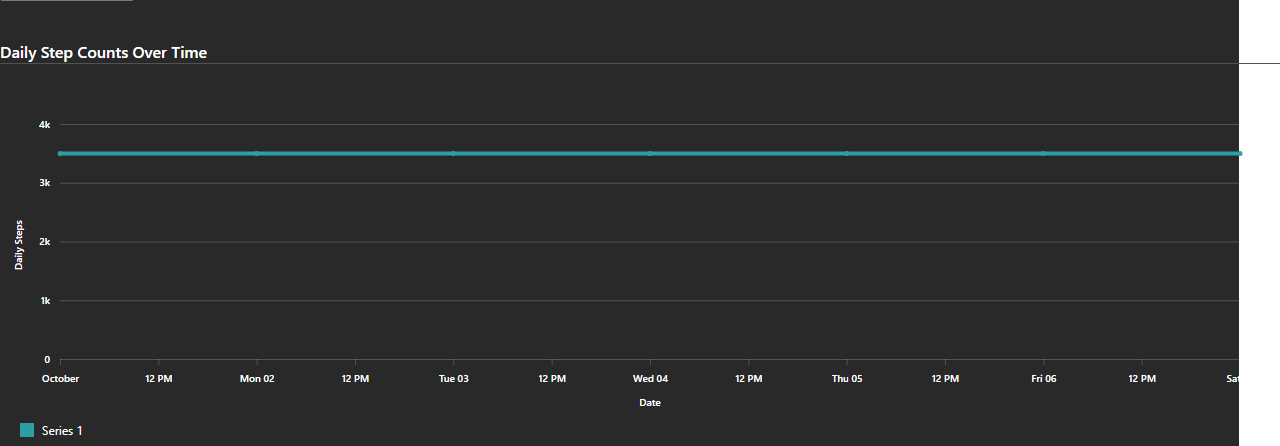 Daily Step Counts Over Time
4k
3k
2k
1k
0
Daily Steps
October 12 PM Mon 02 12 PM Tue 03 12 PM Wed 04 12 PM Thu 05 12 PM Fri 06 12 PM Sat
Date
Series 1